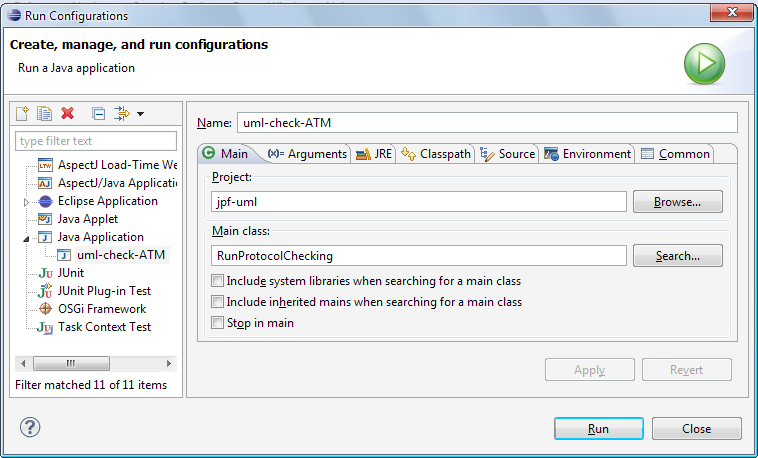 Run Configurations
Create, manage, and run configurations
Run a Java application
type filter text
AspectJ Load-Time We
AspectJ/Java Applicatio
Eclipse Application
Java Applet
Java Application
uml-check-ATM
JUnit
JUnit Plug-in Test
OSGi Framework
Task Context Test
Filter matched 11 of 11 items
Name: uml-check-ATM
Main (x)= Arguments JRE Classpath Source Environment Common
Project:
jpf-uml Browse...
Main class:
RunProtocolChecking Search...
Include system libraries when searching for a main class
Include inherited mains when searching for a main class
Stop in main
Apply Revert
Run Close